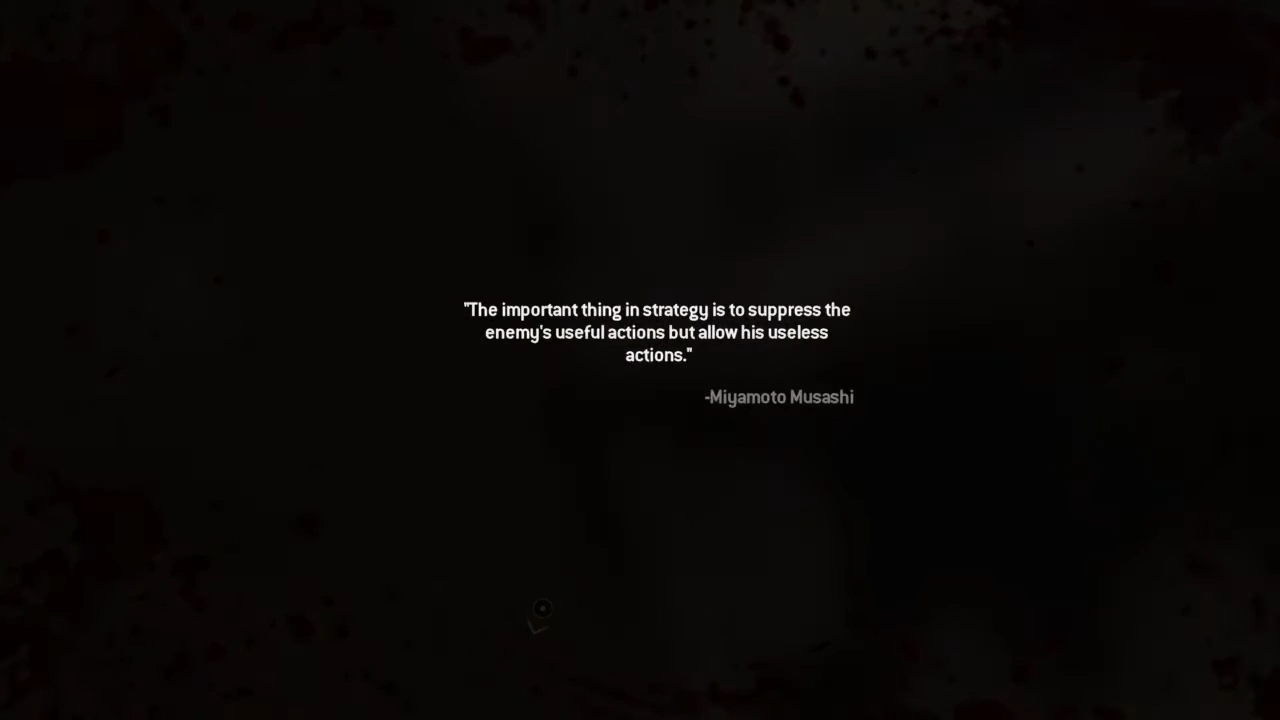 "The important thing in strategy is to suppress the
enemy's useful actions but allow his useless
actions."
-Miyamoto Musashi